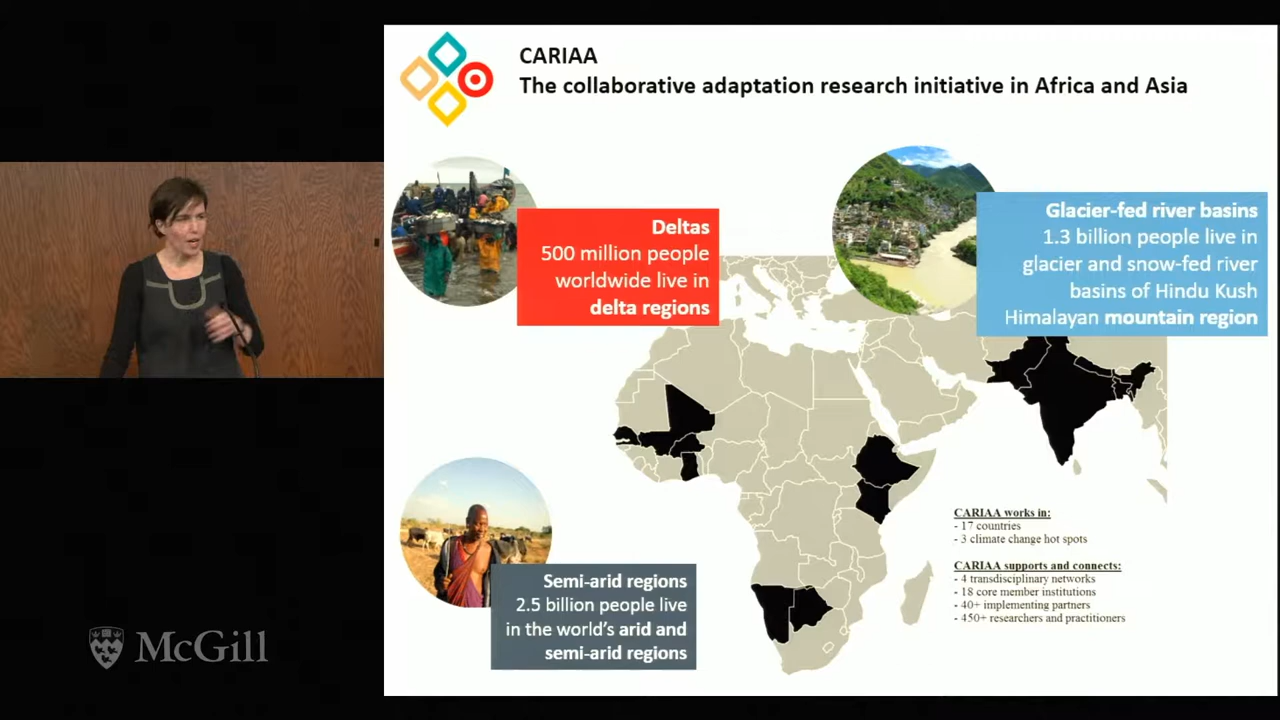 CARIAA
The collaborative adaptation research initiative in Africa and Asia
Deltas
500 million people
worldwide live in
delta regions
Glacier-fed river basins
1.3 billion people live in
glacier and snow-fed river
basins of Hindu Kush
Himalayan mountain region
Semi-arid regions
2.5 billion people live
in the world's arid and
semi-arid regions
CARIAA works in:
- 17 countries
- 3 climate change hot spots
CARIAA supports and connects:
- 4 transdisciplinary networks
- 18 core member institutions
- 40+ implementing partners
- 450+ researchers and practitioners
McGill